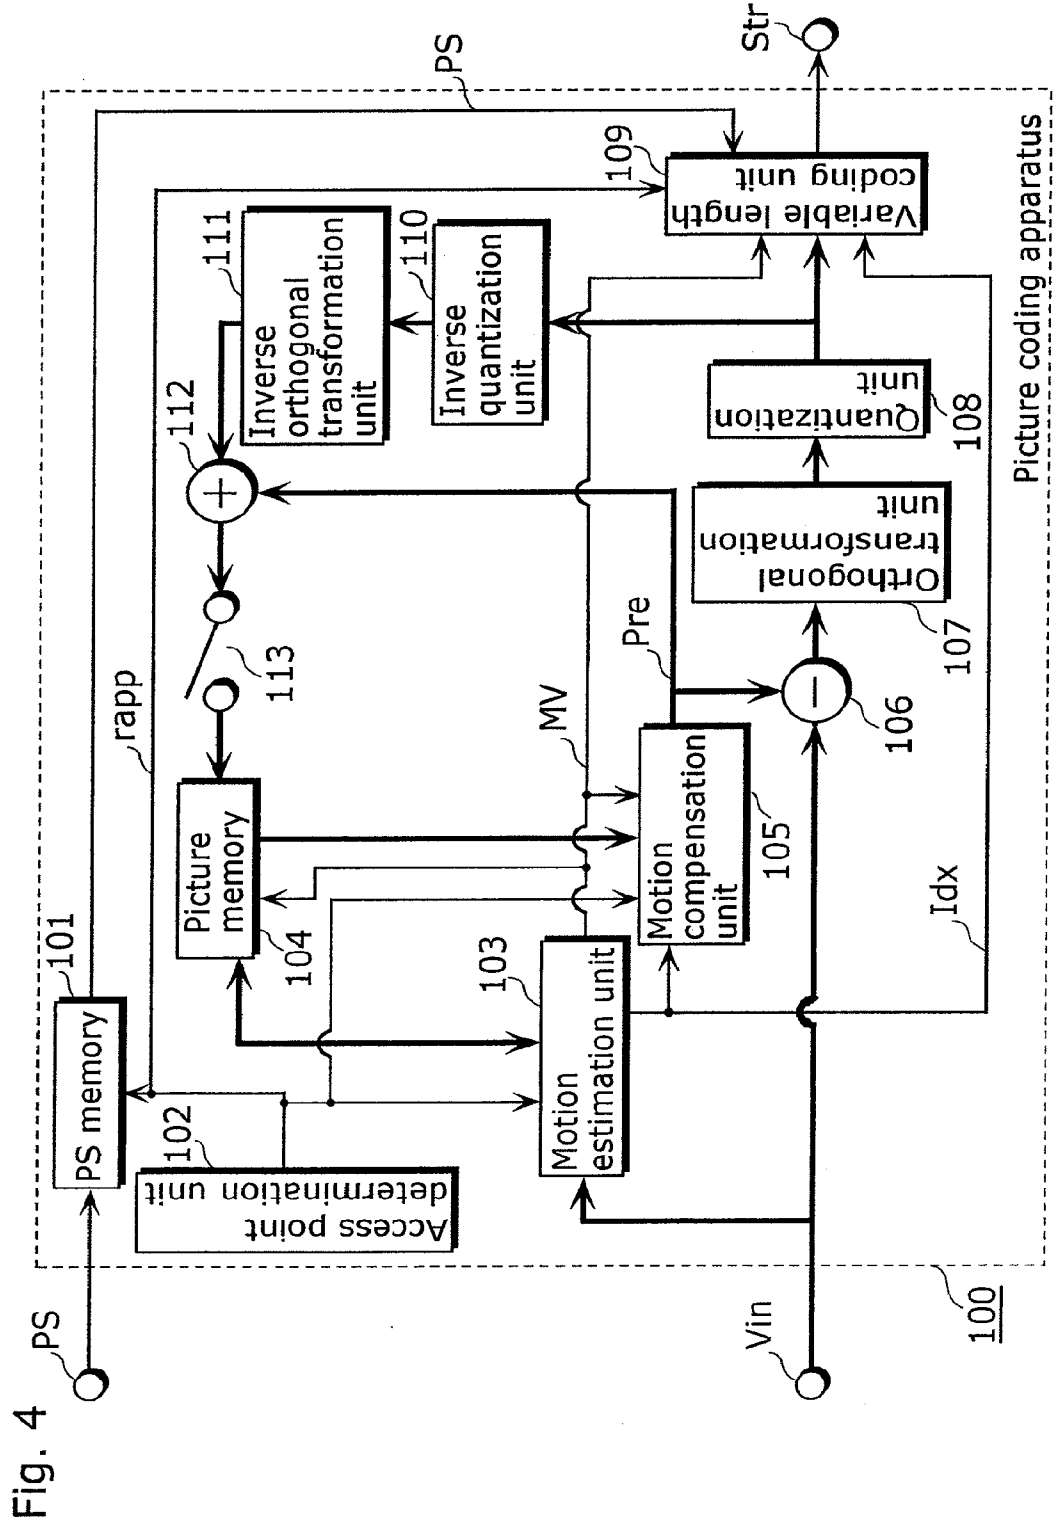 Fig. 4
PS
PS memory
101
rapp
PS
Access point
determination unit
102
Picture
memory
104
113
112
Inverse
orthogonal
transformation
unit
111
Inverse
quantization
unit
110
Motion
estimation unit
103
MV
Motion
compensation
unit
105
Pre
106
Orthogonal
transformation
unit
107
Quantization
unit
108
Variable length
coding unit
109
Str
Vin
Idx
100
Picture coding apparatus